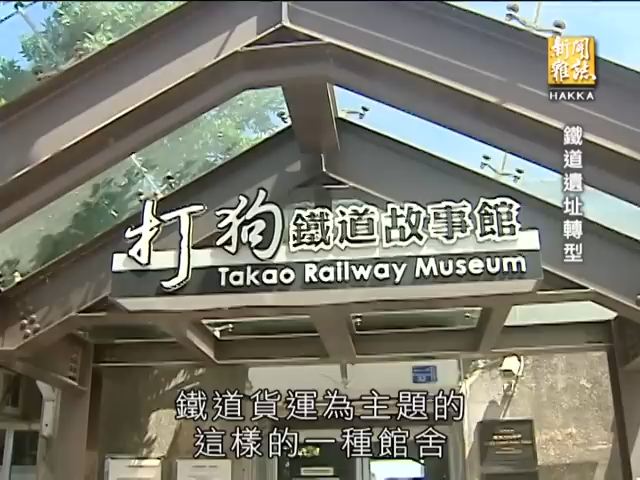 新聞
雜誌
HAKKA
鐵道遺址轉型
打狗鐵道故事館
Takao Railway Museum
鐵道貨運為主題的
這樣的一種館舍